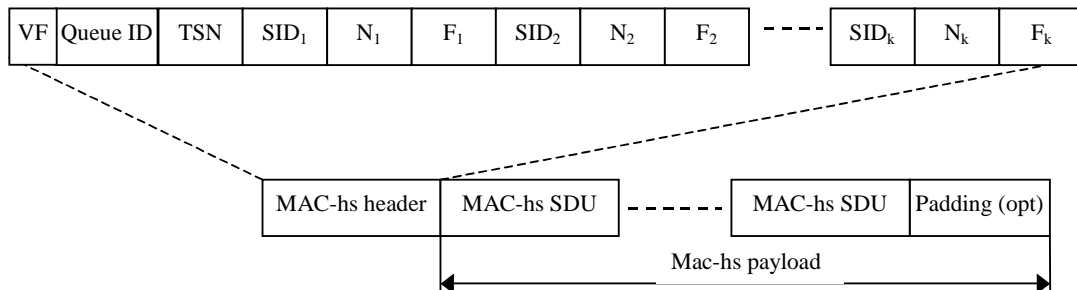 VF Queue ID TSN SID₁ N₁ F₁ SID₂ N₂ F₂ SIDₖ Nₖ Fₖ
MAC-hs header MAC-hs SDU MAC-hs SDU Padding (opt)
Mac-hs payload